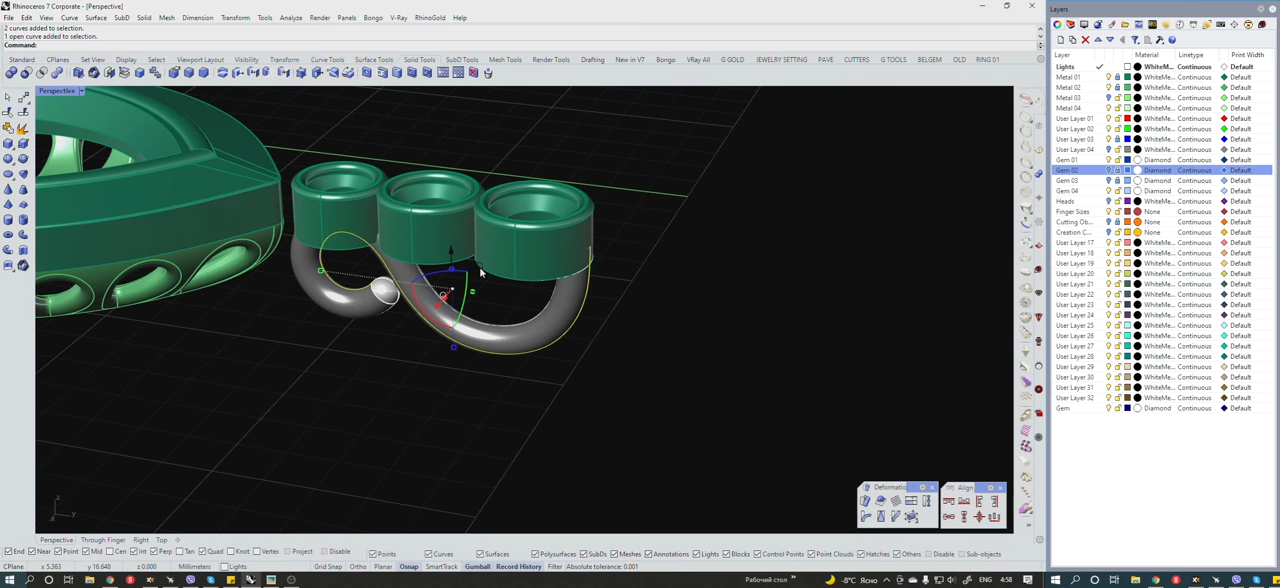 Rhinoceros 7 Corporate - [Perspective]
File Edit View Curve Surface SubD Solid Mesh Dimension Transform Tools Analyze Render Panels Bongo V-Ray RhinoGold Help
2 curves added to selection.
1 open curve added to selection.
Command:
Standard CPlanes Set View Display Select Viewport Layout Visibility Transform Curve Tools Surface Tools Solid Tools SubD Tools Mesh Tools Render Tools Drafting New in V7 Bongo VRay All G GOLD JEWELRY SETTING PAVE CUTTERS G TOOLS BELGEM OLD RING 01
Perspective
Deformatio
Align
z
y
x
Perspective Through Finger Right Top
End Near Point Mid Cen Int Perp Tan Quad Knot Vertex Project Disable
Points Curves Surfaces Polysurfaces SubDs Meshes Annotations Lights Blocks Control Points Point Clouds Hatches Others Disable Sub-objects
CPlane x 5.363 y 16.648 z 0.000 Millimeters Lights Grid Snap Ortho Planar Osnap SmartTrack Gumball Record History Filter Absolute tolerance: 0.001
Рабочий стол -8°C Ясно ENG 4:58
Layers
Layer Material Linetype Print Width
Lights WhiteM... Continuous Default
Metal 01 WhiteMe... Continuous Default
Metal 02 WhiteMe... Continuous Default
Metal 03 WhiteMe... Continuous Default
Metal 04 WhiteMe... Continuous Default
User Layer 01 WhiteMe... Continuous Default
User Layer 02 WhiteMe... Continuous Default
User Layer 03 WhiteMe... Continuous Default
User Layer 04 WhiteMe... Continuous Default
Gem 01 Diamond Continuous Default
Gem 02 Diamond Continuous Default
Gem 03 Diamond Continuous Default
Gem 04 Diamond Continuous Default
Heads WhiteMe... Continuous Default
Finger Sizes None Continuous Default
Cutting Ob... None Continuous Default
Creation C... None Continuous Default
User Layer 17 WhiteMe... Continuous Default
User Layer 18 WhiteMe... Continuous Default
User Layer 19 WhiteMe... Continuous Default
User Layer 20 WhiteMe... Continuous Default
User Layer 21 WhiteMe... Continuous Default
User Layer 22 WhiteMe... Continuous Default
User Layer 23 WhiteMe... Continuous Default
User Layer 24 WhiteMe... Continuous Default
User Layer 25 WhiteMe... Continuous Default
User Layer 26 WhiteMe... Continuous Default
User Layer 27 WhiteMe... Continuous Default
User Layer 28 WhiteMe... Continuous Default
User Layer 29 WhiteMe... Continuous Default
User Layer 30 WhiteMe... Continuous Default
User Layer 31 WhiteMe... Continuous Default
User Layer 32 WhiteMe... Continuous Default
Gem Diamond Continuous Default